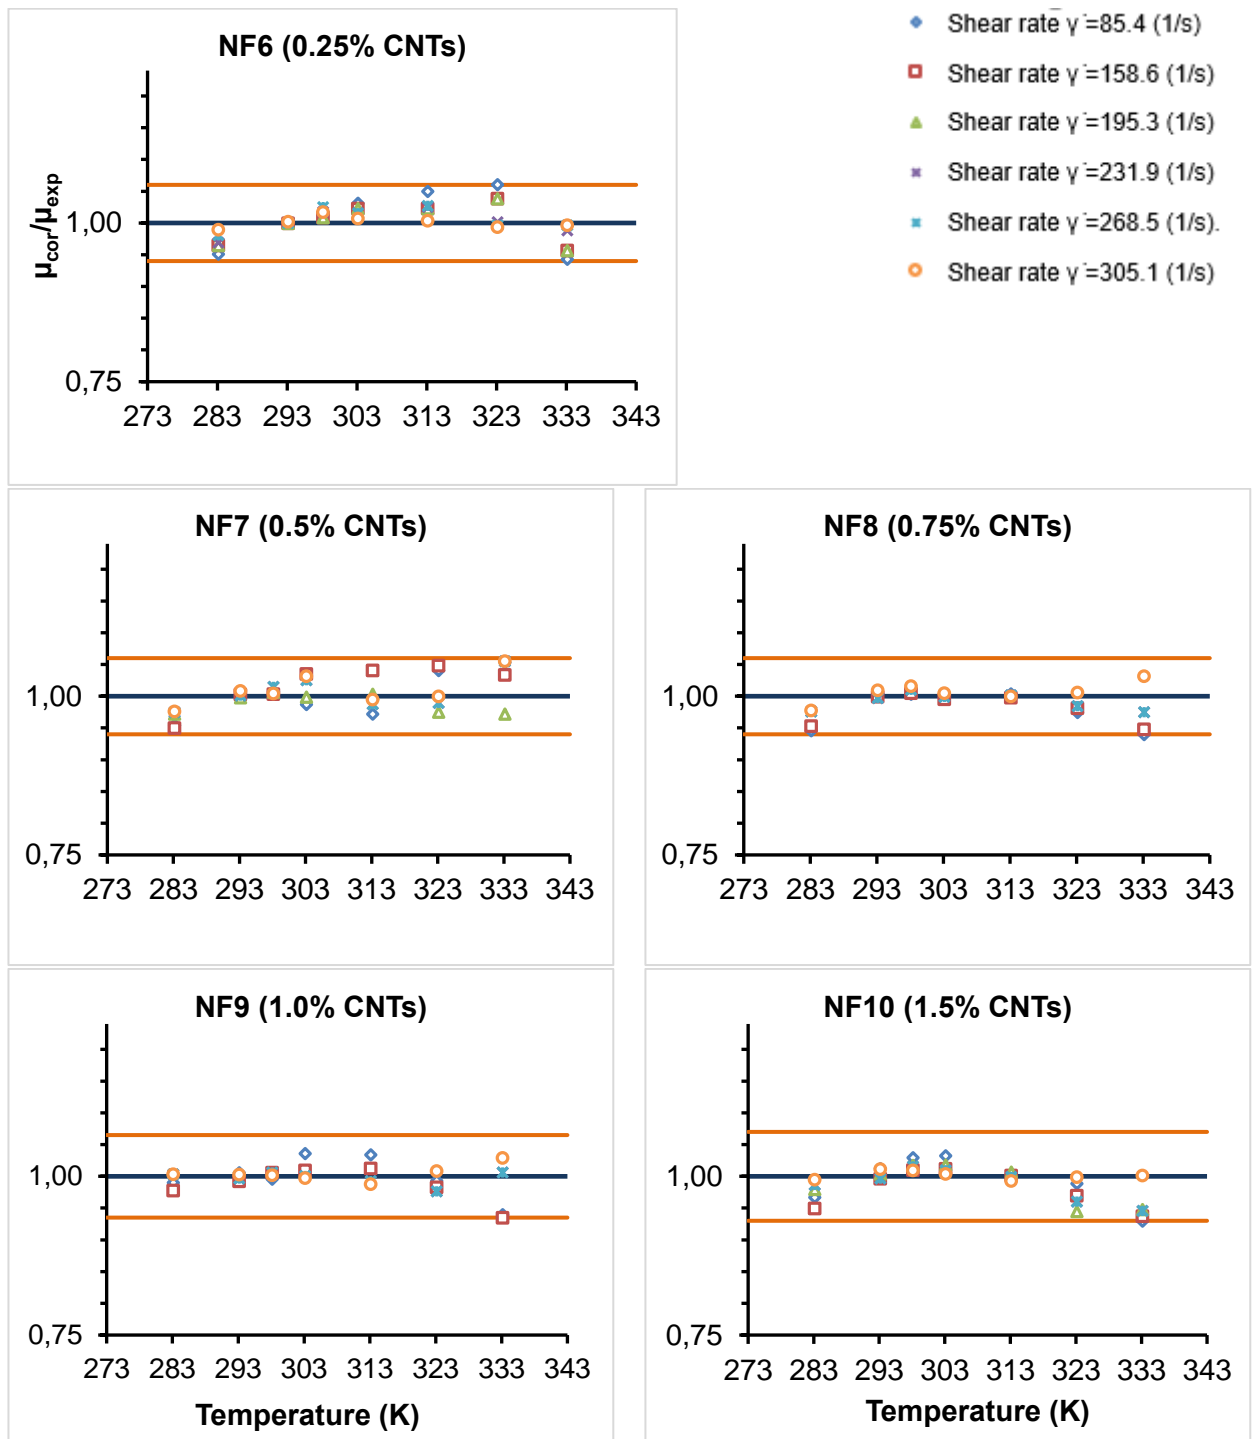 NF6 (0.25% CNTs)
μcor/μexp
1,00
0,75
273 283 293 303 313 323 333 343
Shear rate γ˙=85.4 (1/s)
Shear rate γ˙=158.6 (1/s)
Shear rate γ˙=195.3 (1/s)
Shear rate γ˙=231.9 (1/s)
Shear rate γ˙=268.5 (1/s).
Shear rate γ˙=305.1 (1/s)
NF7 (0.5% CNTs)
1,00
0,75
273 283 293 303 313 323 333 343
NF8 (0.75% CNTs)
1,00
0,75
273 283 293 303 313 323 333 343
NF9 (1.0% CNTs)
1,00
0,75
273 283 293 303 313 323 333 343
Temperature (K)
NF10 (1.5% CNTs)
1,00
0,75
273 283 293 303 313 323 333 343
Temperature (K)